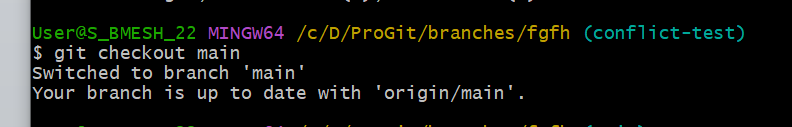 User@S_BMESH_22 MINGW64 /c/D/ProGit/branches/fgfh (conflict-test)
$ git checkout main
Switched to branch 'main'
Your branch is up to date with 'origin/main'.